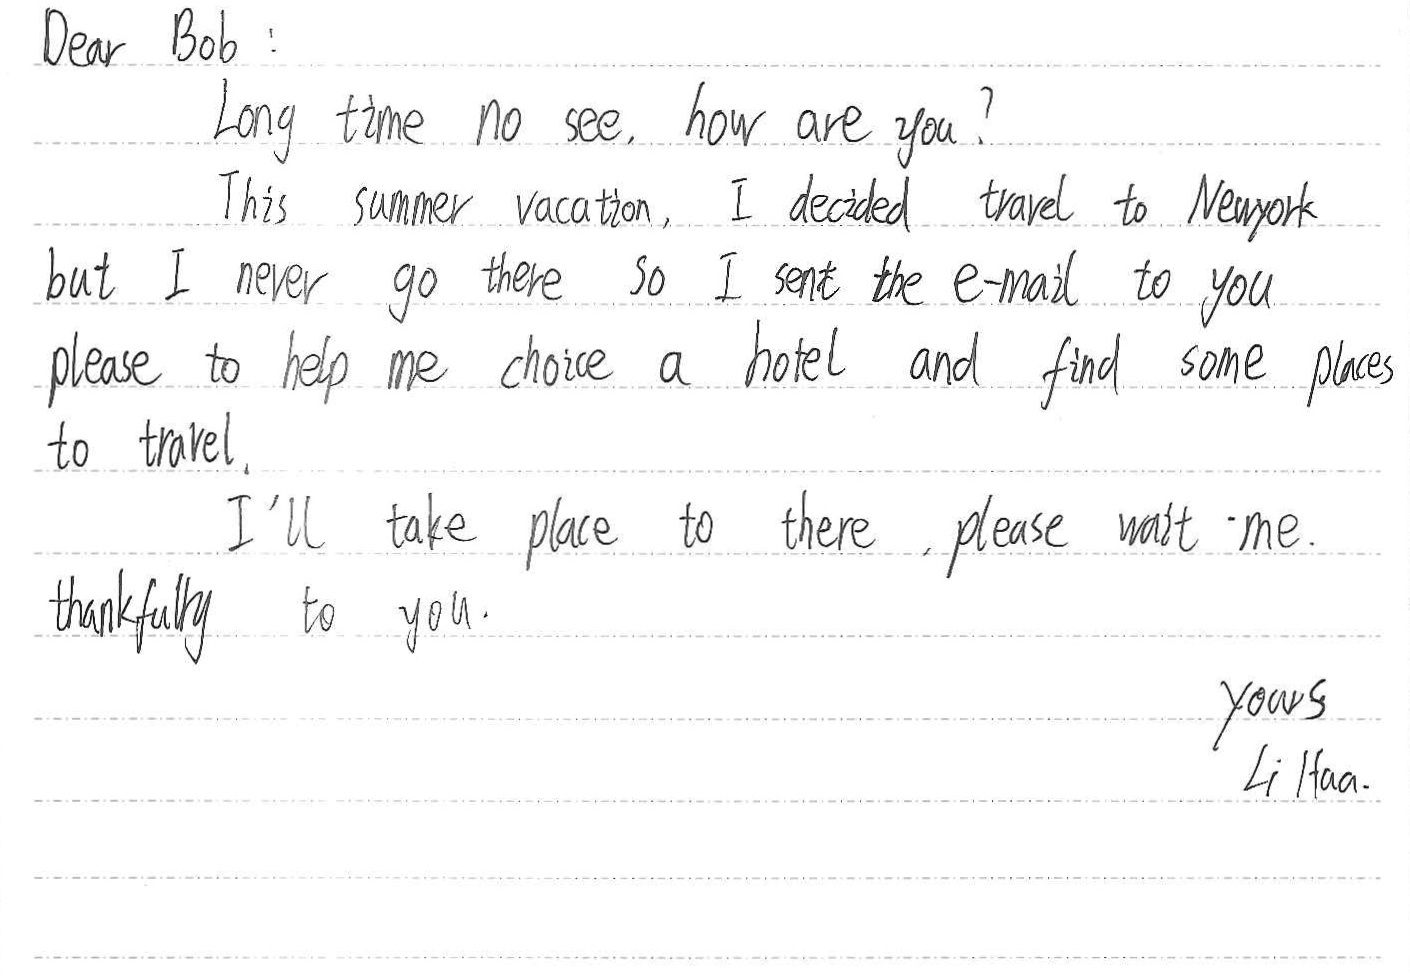 Dear Bob:
Long time no see, how are you?
This summer vacation, I decided travel to Newyork
but I never go there so I sent the e-mail to you
please to help me choice a hotel and find some places
to travel.
I'll take place to there, please wait me.
thankfully to you.
yours
Li Haa.